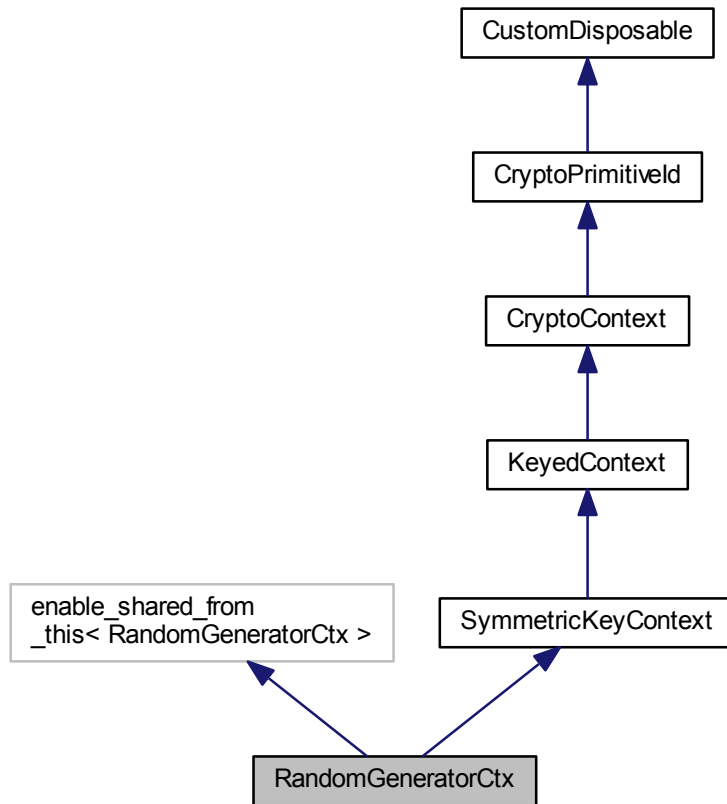 CustomDisposable
CryptoPrimitiveId
CryptoContext
KeyedContext
enable_shared_from
_this< RandomGeneratorCtx >
SymmetricKeyContext
RandomGeneratorCtx